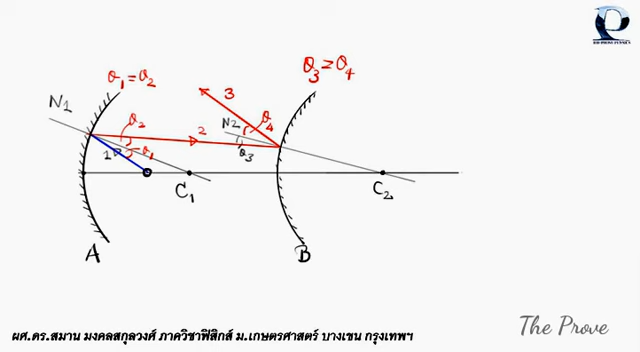 θ₁=θ₂
θ₃=θ₄
N1
θ₂
2
3
θ₄
N2
θ₃
1
θ₁
C₁
C₂
A
B
The Prove
ผศ.ดร.สมาน มงคลสกุลวงศ์ ภาควิชาฟิสิกส์ ม.เกษตรศาสตร์ บางเขน กรุงเทพฯ